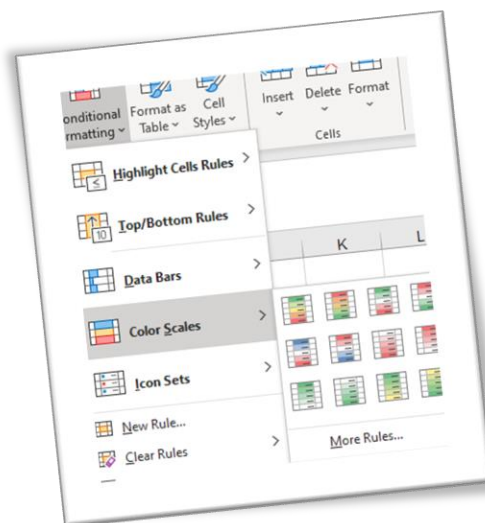 onditional
rmatting
Format as
Table
Cell
Styles
Insert
Delete
Format
Cells
Highlight Cells Rules
Top/Bottom Rules
10
Data Bars
Color Scales
Icon Sets
New Rule...
Clear Rules
K
L
More Rules...